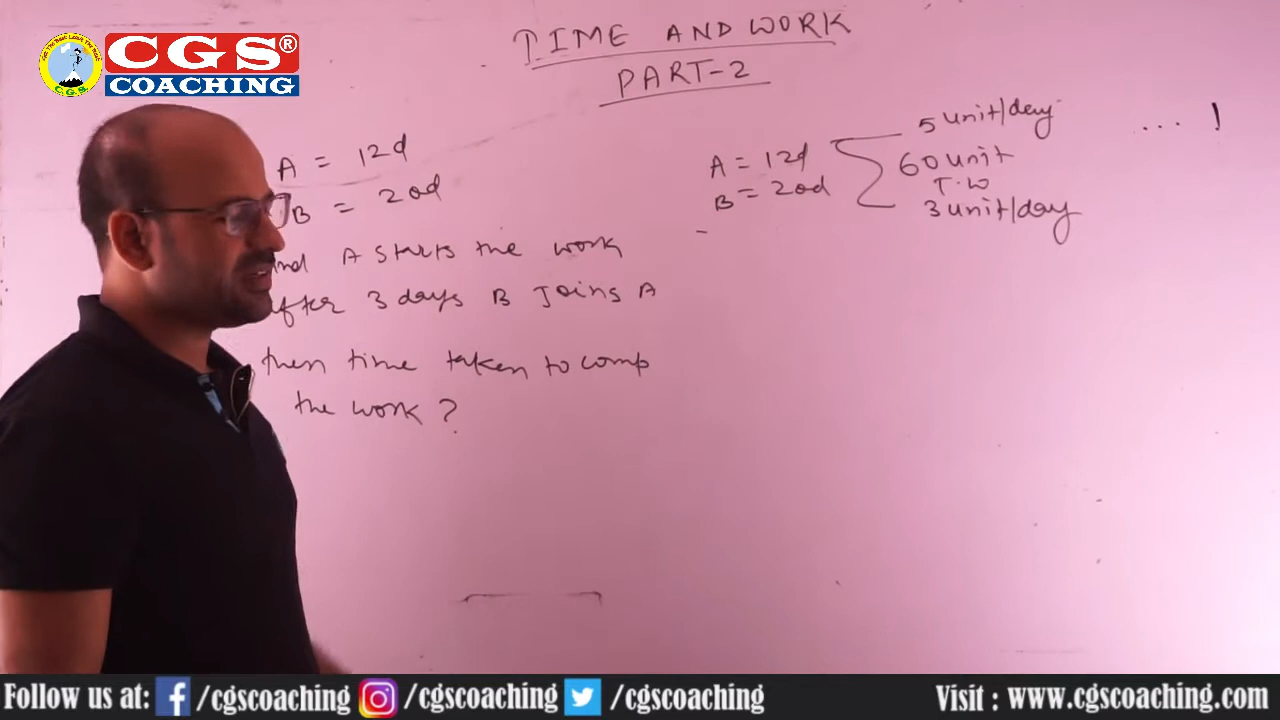 CGS®
COACHING
C.G.S.
TIME AND WORK
PART-2
A = 12d
B = 20d
and A starts the work
after 3 days B Joins A
then time taken to comp
the work ?
A = 12d
B = 20d
5 unit/day
60 unit
T.W
3 unit/day
... !
Follow us at: /cgscoaching /cgscoaching /cgscoaching
Visit : www.cgscoaching.com